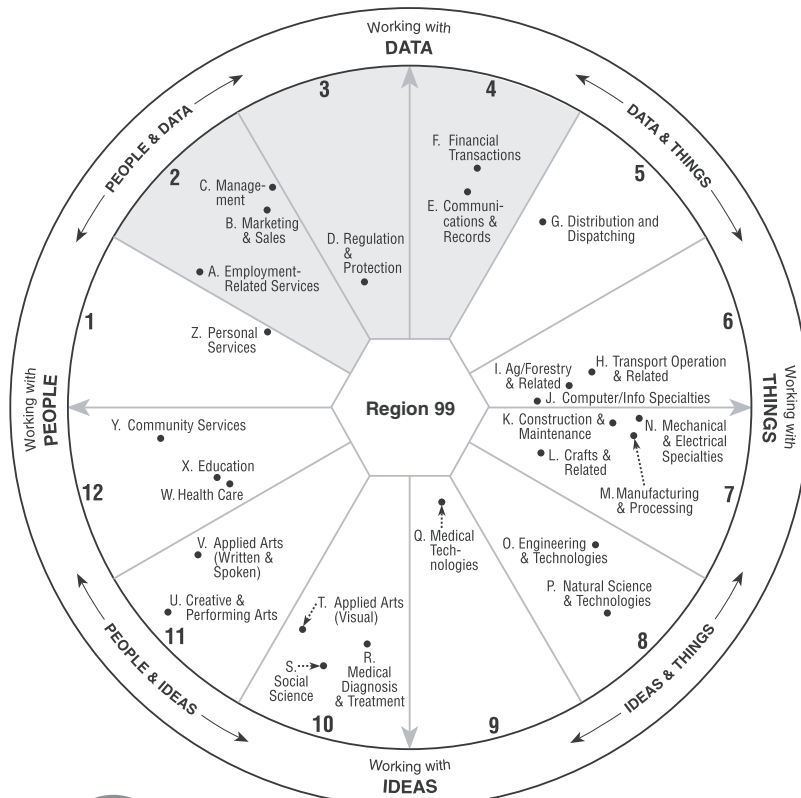 Working with
DATA
PEOPLE & DATA
DATA & THINGS
3
4
2
5
F. Financial
Transactions
C. Manage-
ment
B. Marketing
& Sales
E. Communi-
cations &
Records
G. Distribution and
Dispatching
D. Regulation
&
Protection
A. Employment-
Related Services
1
6
Z. Personal
Services
H. Transport Operation
& Related
I. Ag/Forestry
& Related
J. Computer/Info Specialties
Working with
PEOPLE
Region 99
Working with
THINGS
Y. Community Services
K. Construction &
Maintenance
N. Mechanical
& Electrical
Specialties
L. Crafts &
Related
X. Education
W. Health Care
M. Manufacturing
& Processing
12
7
V. Applied Arts
(Written &
Spoken)
Q. Medical
Tech-
nologies
O. Engineering
& Technologies
P. Natural Science
& Technologies
U. Creative &
Performing Arts
T. Applied Arts
(Visual)
11
8
S.
Social
Science
R.
Medical
Diagnosis
& Treatment
10
9
PEOPLE & IDEAS
IDEAS & THINGS
Working with
IDEAS